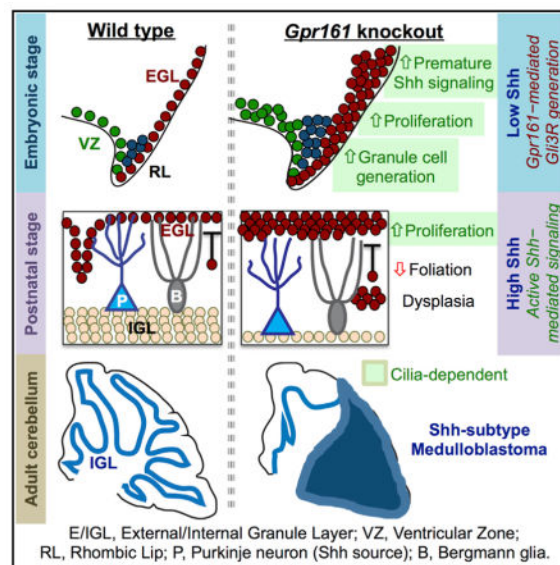 Wild type
Gpr161 knockout
Embryonic stage
EGL
VZ
RL
⇧Premature
Shh signaling
⇧Proliferation
⇧Granule cell
generation
Low Shh
Gpr161-mediated
Gli3R generation
Postnatal stage
EGL
P
B
IGL
⇧Proliferation
⇩ Foliation
Dysplasia
High Shh
Active Shh-
mediated signaling
Adult cerebellum
IGL
Cilia-dependent
Shh-subtype
Medulloblastoma
E/IGL, External/Internal Granule Layer; VZ, Ventricular Zone;
RL, Rhombic Lip; P, Purkinje neuron (Shh source); B, Bergmann glia.